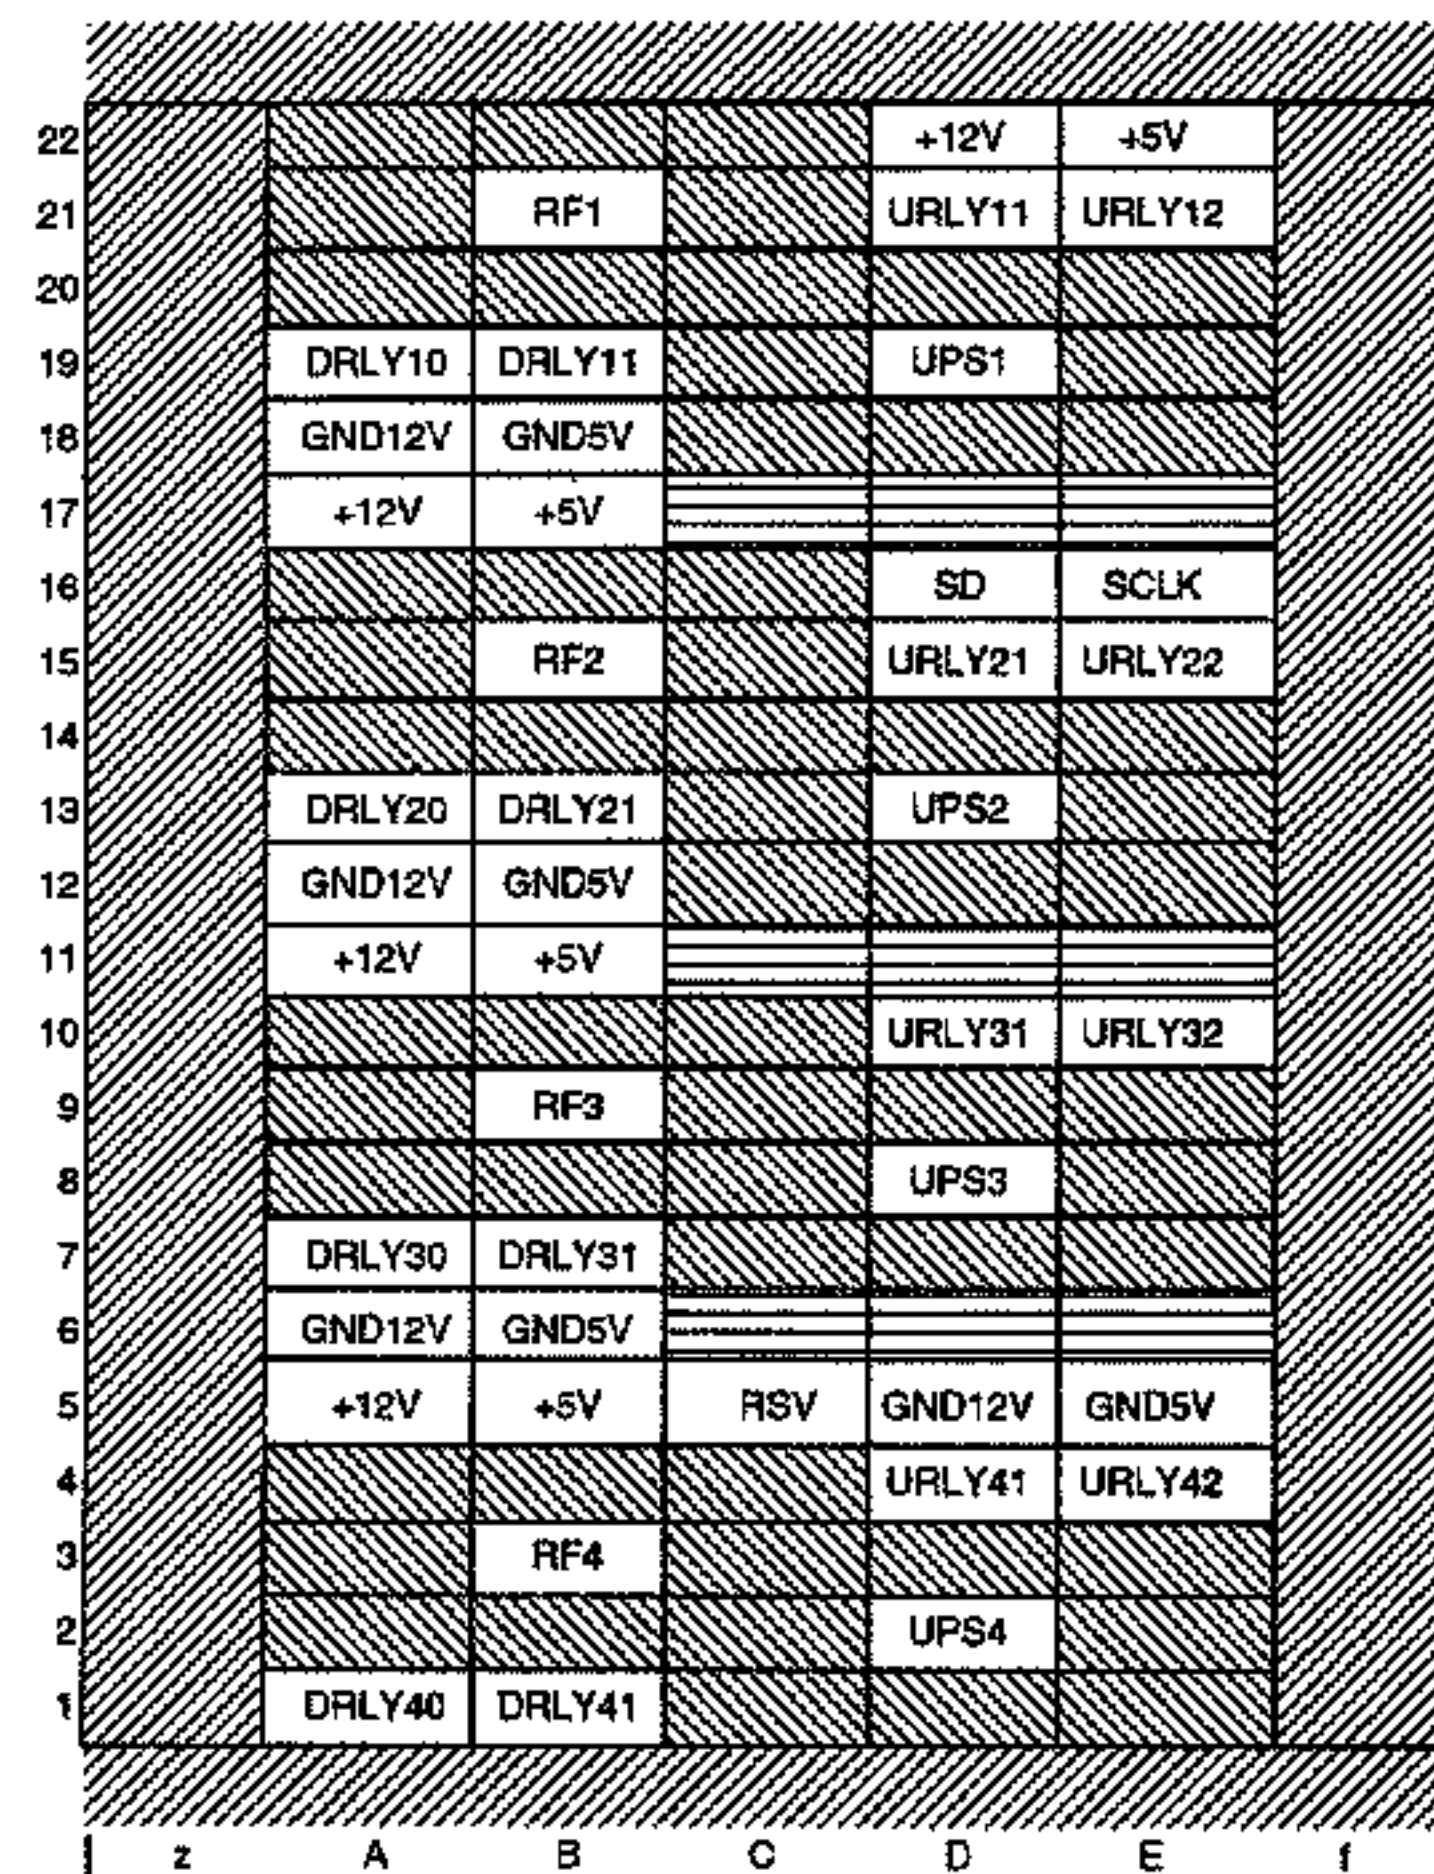 22 +12V +5V
21 RF1 URLY11 URLY12
20
19 DRLY10 DRLY11 UPS1
18 GND12V GND5V
17 +12V +5V
16 SD SCLK
15 RF2 URLY21 URLY22
14
13 DRLY20 DRLY21 UPS2
12 GND12V GND5V
11 +12V +5V
10 URLY31 URLY32
9 RF3
8 UPS3
7 DRLY30 DRLY31
6 GND12V GND5V
5 +12V +5V RSV GND12V GND5V
4 URLY41 URLY42
3 RF4
2 UPS4
1 DRLY40 DRLY41
z A B C D E f